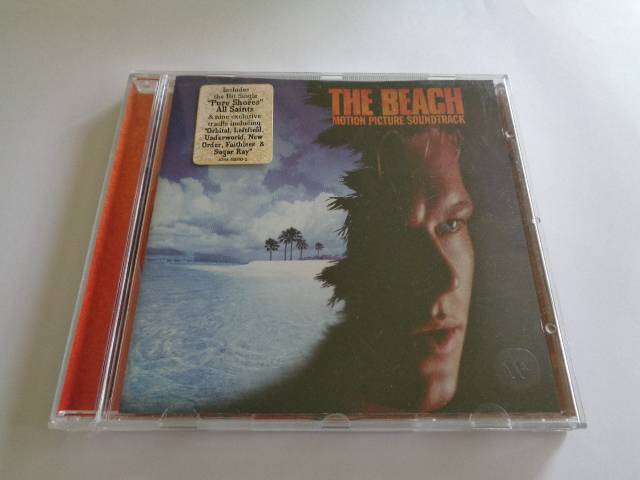 Includes
the Hit Single
"Pure Shores"
All Saints
& nine exclusive
tracks including
"Orbital, Leftfield,
Underworld, New
Order, Faithless &
Sugar Ray"
THE BEACH
MOTION PICTURE SOUNDTRACK